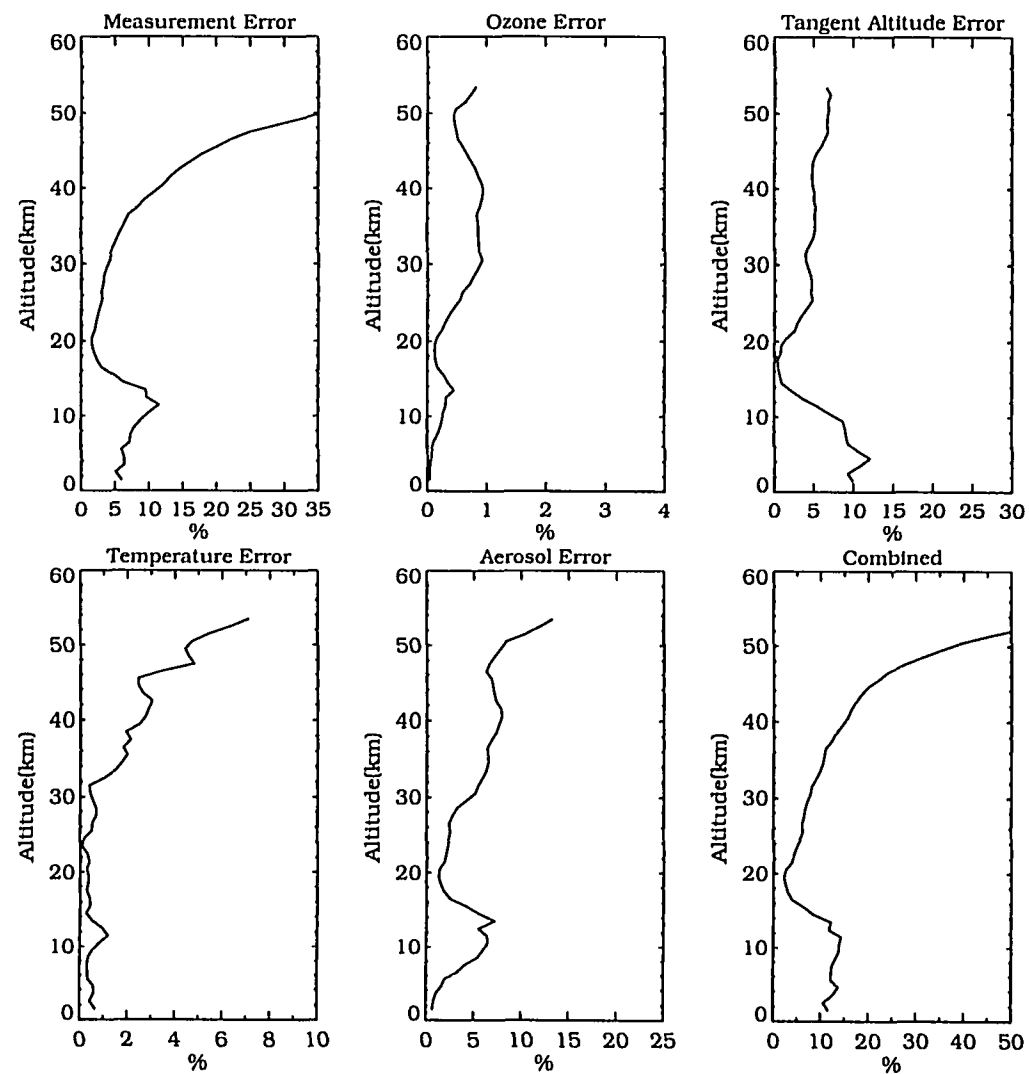 Measurement Error
60
50
40
30
20
10
0
Altitude(km)
0 5 10 15 20 25 30 35
%
Ozone Error
60
50
40
30
20
10
0
Altitude(km)
0 1 2 3 4
%
Tangent Altitude Error
60
50
40
30
20
10
0
Altitude(km)
0 5 10 15 20 25 30
%
Temperature Error
60
50
40
30
20
10
0
Altitude(km)
0 2 4 6 8 10
%
Aerosol Error
60
50
40
30
20
10
0
Altitude(km)
0 5 10 15 20 25
%
Combined
60
50
40
30
20
10
0
Altitude(km)
0 10 20 30 40 50
%